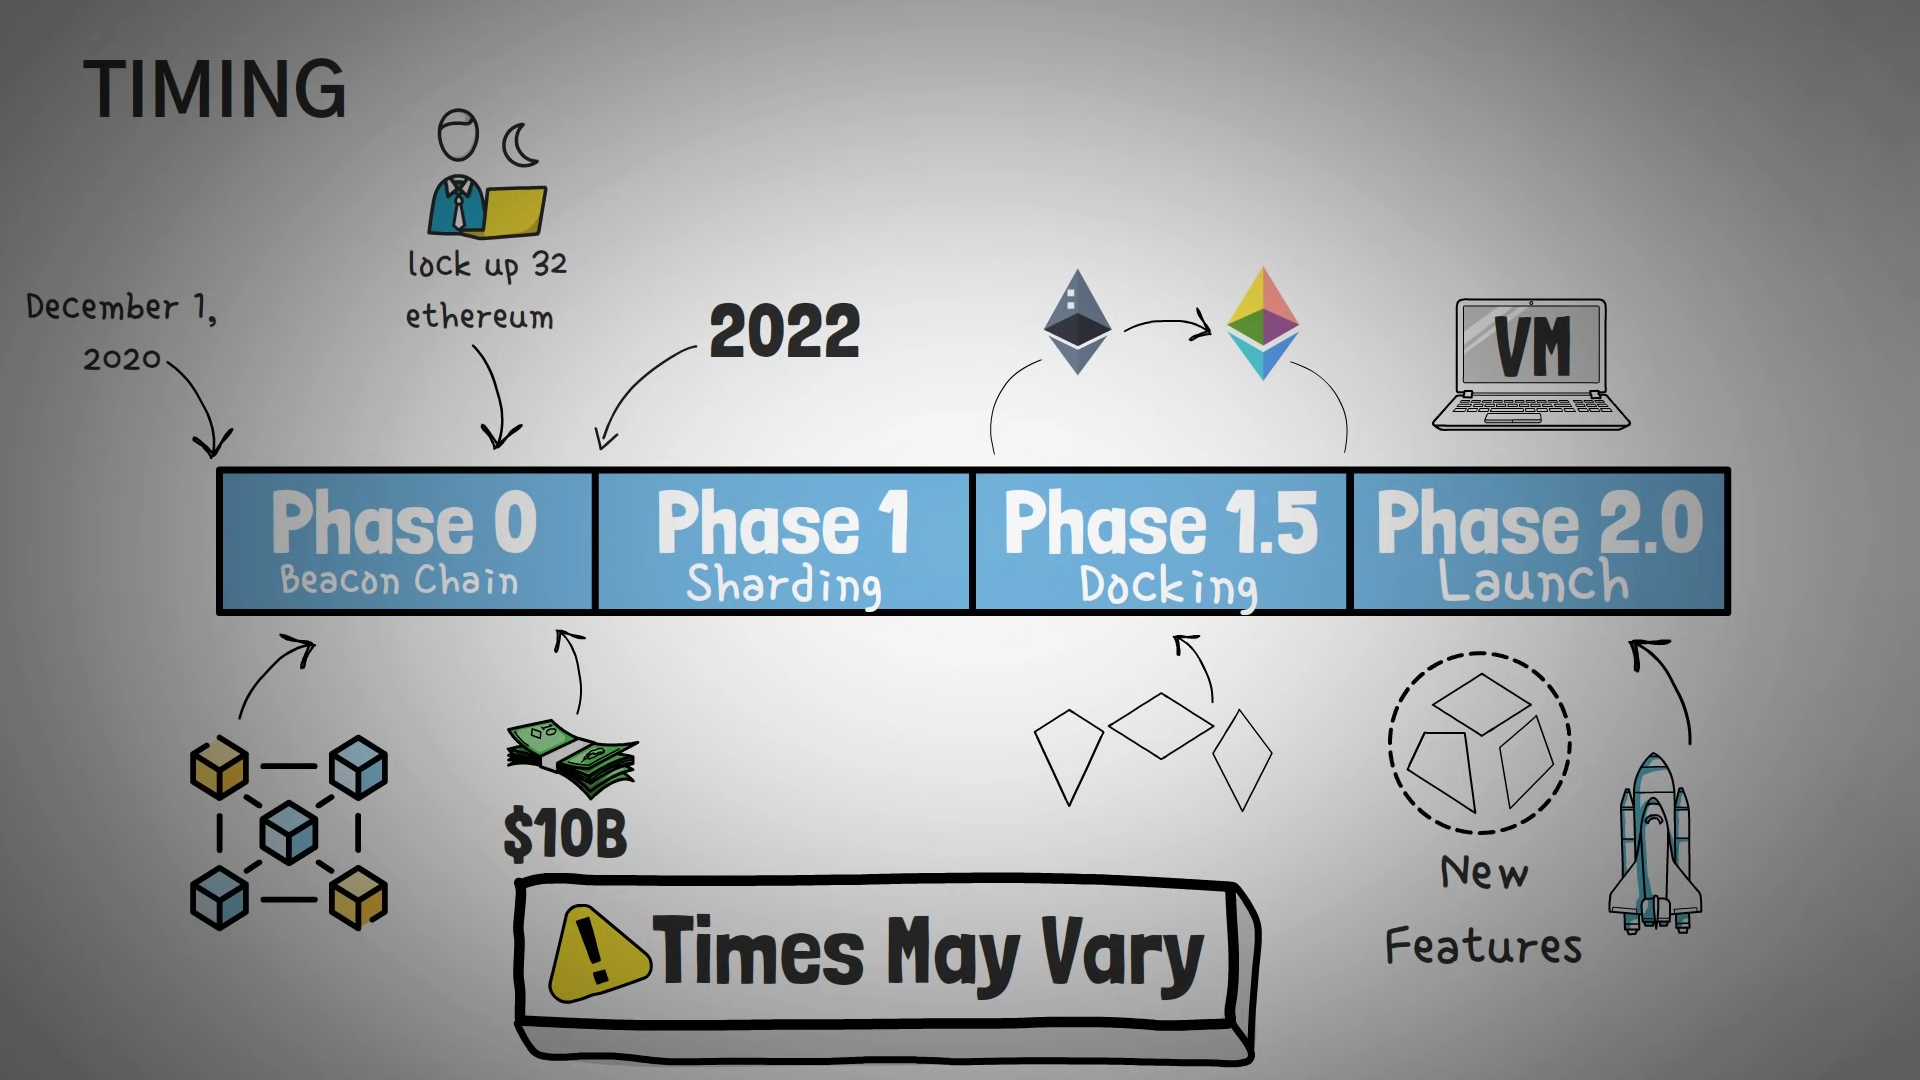 TIMING
lock up 32
ethereum
December 1,
2020
2022
VM
Phase 0
Beacon Chain
Phase 1
Sharding
Phase 1.5
Docking
Phase 2.0
Launch
$10B
New
Features
Times May Vary